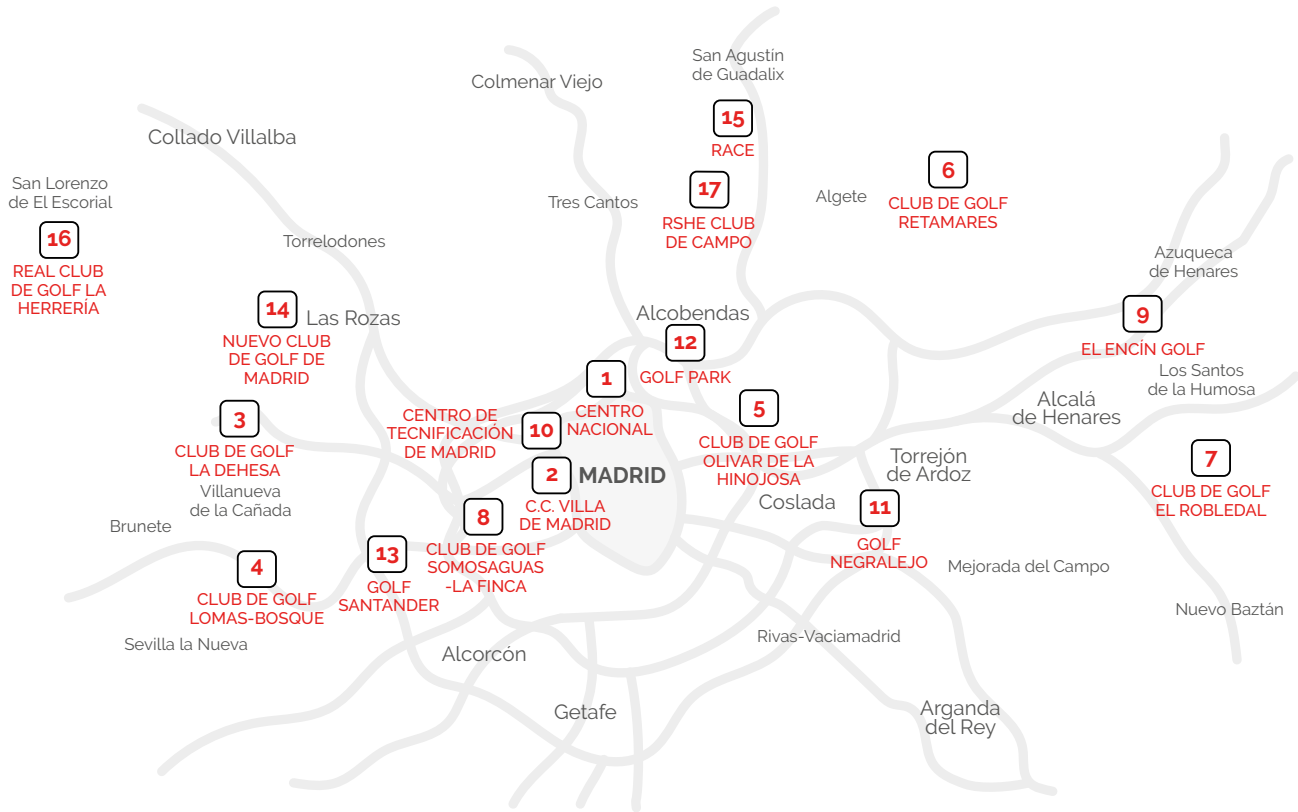 San Agustín
de Guadalix
Colmenar Viejo
15
RACE
Collado Villalba
6
CLUB DE GOLF
RETAMARES
San Lorenzo
de El Escorial
17
RSHE CLUB
DE CAMPO
Tres Cantos
Algete
16
REAL CLUB
DE GOLF LA
HERRERÍA
Torrelodones
Azuqueca
de Henares
14
NUEVO CLUB
DE GOLF DE
MADRID
Las Rozas
Alcobendas
12
GOLF PARK
9
EL ENCÍN GOLF
Los Santos
de la Humosa
1
CENTRO
NACIONAL
3
CLUB DE GOLF
LA DEHESA
CENTRO DE
TECNIFICACIÓN
DE MADRID
10
5
CLUB DE GOLF
OLIVAR DE LA
HINOJOSA
Alcalá
de Henares
Villanueva
de la Cañada
2
MADRID
C.C. VILLA
DE MADRID
Torrejón
de Ardoz
7
CLUB DE GOLF
EL ROBLEDAL
Brunete
8
CLUB DE GOLF
SOMOSAGUAS
-LA FINCA
Coslada
11
GOLF
NEGRALEJO
4
CLUB DE GOLF
LOMAS-BOSQUE
13
GOLF
SANTANDER
Mejorada del Campo
Nuevo Baztán
Sevilla la Nueva
Alcorcón
Rivas-Vaciamadrid
Getafe
Arganda
del Rey